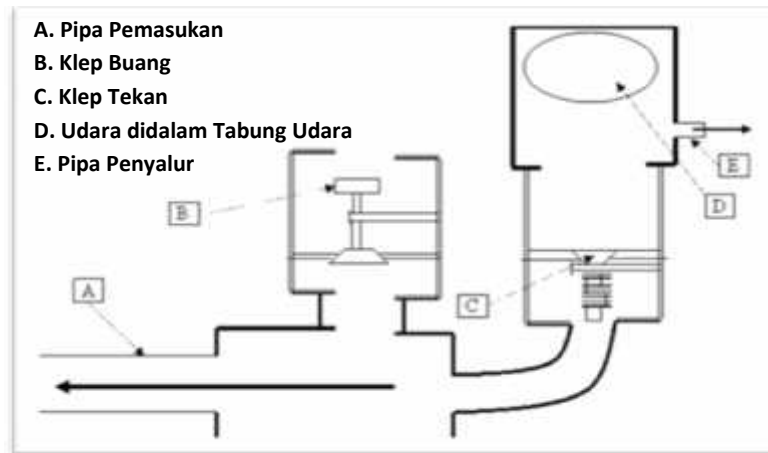 A. Pipa Pemasukan
B. Klep Buang
C. Klep Tekan
D. Udara didalam Tabung Udara
E. Pipa Penyalur
E
D
B
A
C